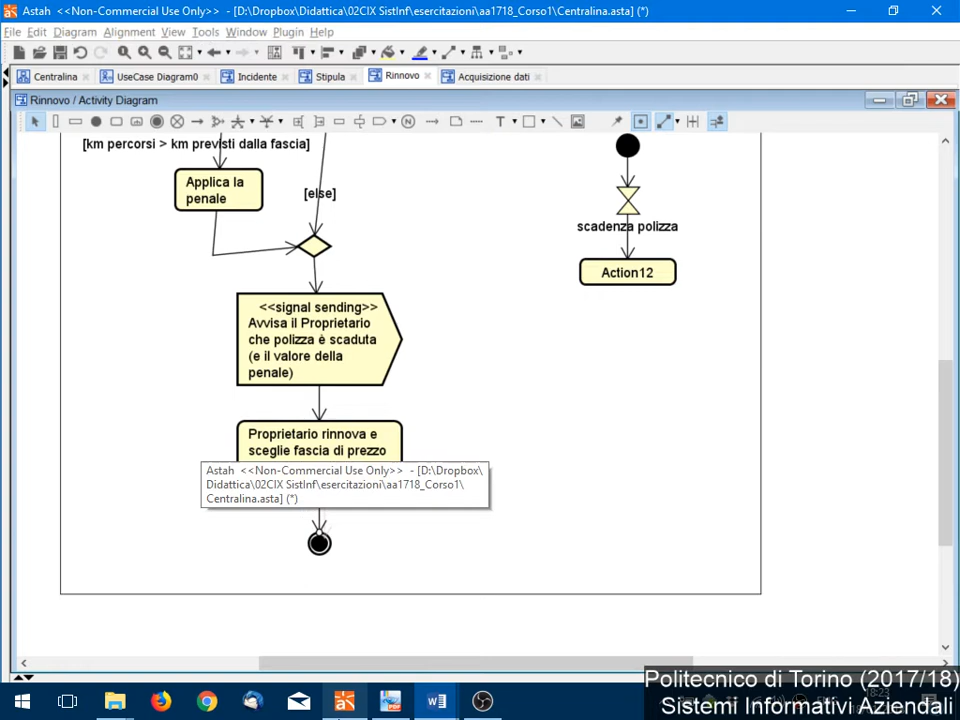 Astah <<Non-Commercial Use Only>> - [D:\Dropbox\Didattica\02CIX SistInf\esercitazioni\aa1718_Corso1\Centralina.asta] (*)
File Edit Diagram Alignment View Tools Window Plugin Help
Centralina UseCase Diagram0 Incidente Stipula Rinnovo Acquisizione dati
Rinnovo / Activity Diagram
[km percorsi > km previsti dalla fascia]
Applica la
penale
[else]
scadenza polizza
Action12
<<signal sending>>
Avvisa il Proprietario
che polizza è scaduta
(e il valore della
penale)
Proprietario rinnova e
sceglie fascia di prezzo
Astah <<Non-Commercial Use Only>> - [D:\Dropbox\
Didattica\02CIX SistInf\esercitazioni\aa1718_Corso1\
Centralina.asta] (*)
Politecnico di Torino (2017/18)
18:23
Sistemi Informativi Aziendali